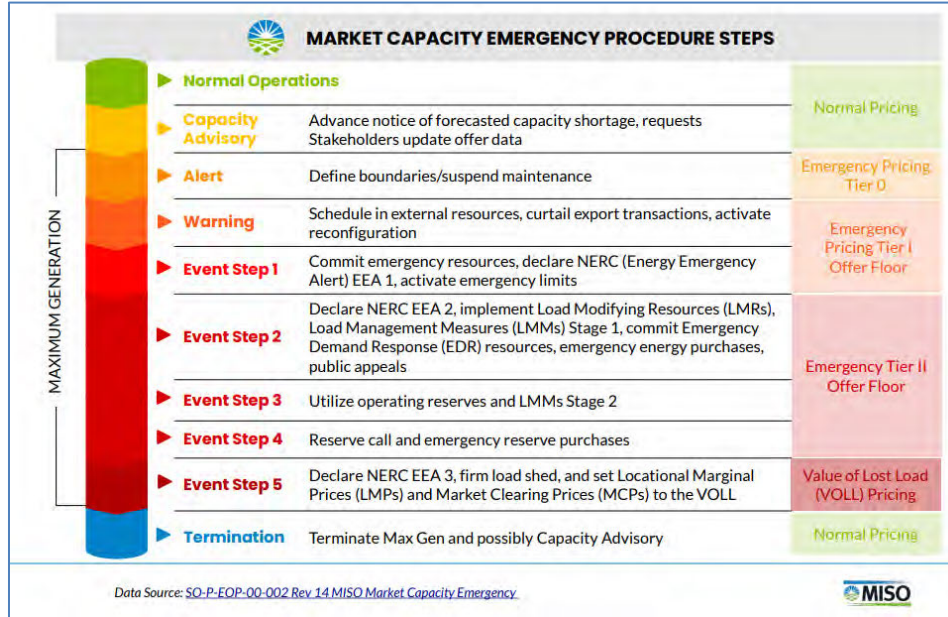 MARKET CAPACITY EMERGENCY PROCEDURE STEPS
Normal Operations
Normal Pricing
Capacity
Advisory
Advance notice of forecasted capacity shortage, requests
Stakeholders update offer data
MAXIMUM GENERATION
Alert
Define boundaries/suspend maintenance
Emergency Pricing
Tier 0
Warning
Schedule in external resources, curtail export transactions, activate
reconfiguration
Emergency
Pricing Tier I
Offer Floor
Event Step 1
Commit emergency resources, declare NERC (Energy Emergency
Alert) EEA 1, activate emergency limits
Event Step 2
Declare NERC EEA 2, implement Load Modifying Resources (LMRs),
Load Management Measures (LMMs) Stage 1, commit Emergency
Demand Response (EDR) resources, emergency energy purchases,
public appeals
Emergency Tier II
Offer Floor
Event Step 3
Utilize operating reserves and LMMs Stage 2
Event Step 4
Reserve call and emergency reserve purchases
Event Step 5
Declare NERC EEA 3, firm load shed, and set Locational Marginal
Prices (LMPs) and Market Clearing Prices (MCPs) to the VOLL
Value of Lost Load
(VOLL) Pricing
Termination
Terminate Max Gen and possibly Capacity Advisory
Normal Pricing
Data Source: SO-P-EOP-00-002 Rev 14 MISO Market Capacity Emergency
MISO